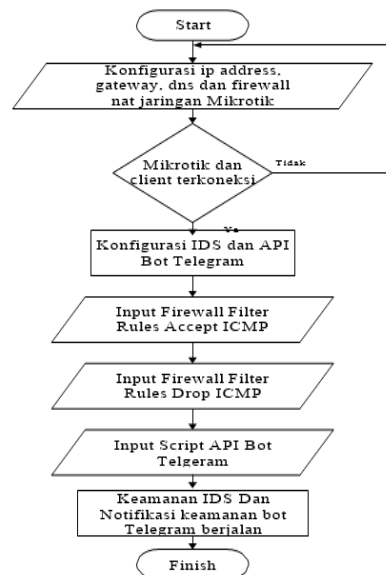 Start
Konfigurasi ip address,
gateway, dns dan firewall
nat jaringan Mikrotik
Mikrotik dan
client terkoneksi
Tidak
Ya
Konfigurasi IDS dan API
Bot Telegram
Input Firewall Filter
Rules Accept ICMP
Input Firewall Filter
Rules Drop ICMP
Input Script API Bot
Telgeram
Keamanan IDS Dan
Notifikasi keamanan bot
Telegram berjalan
Finish